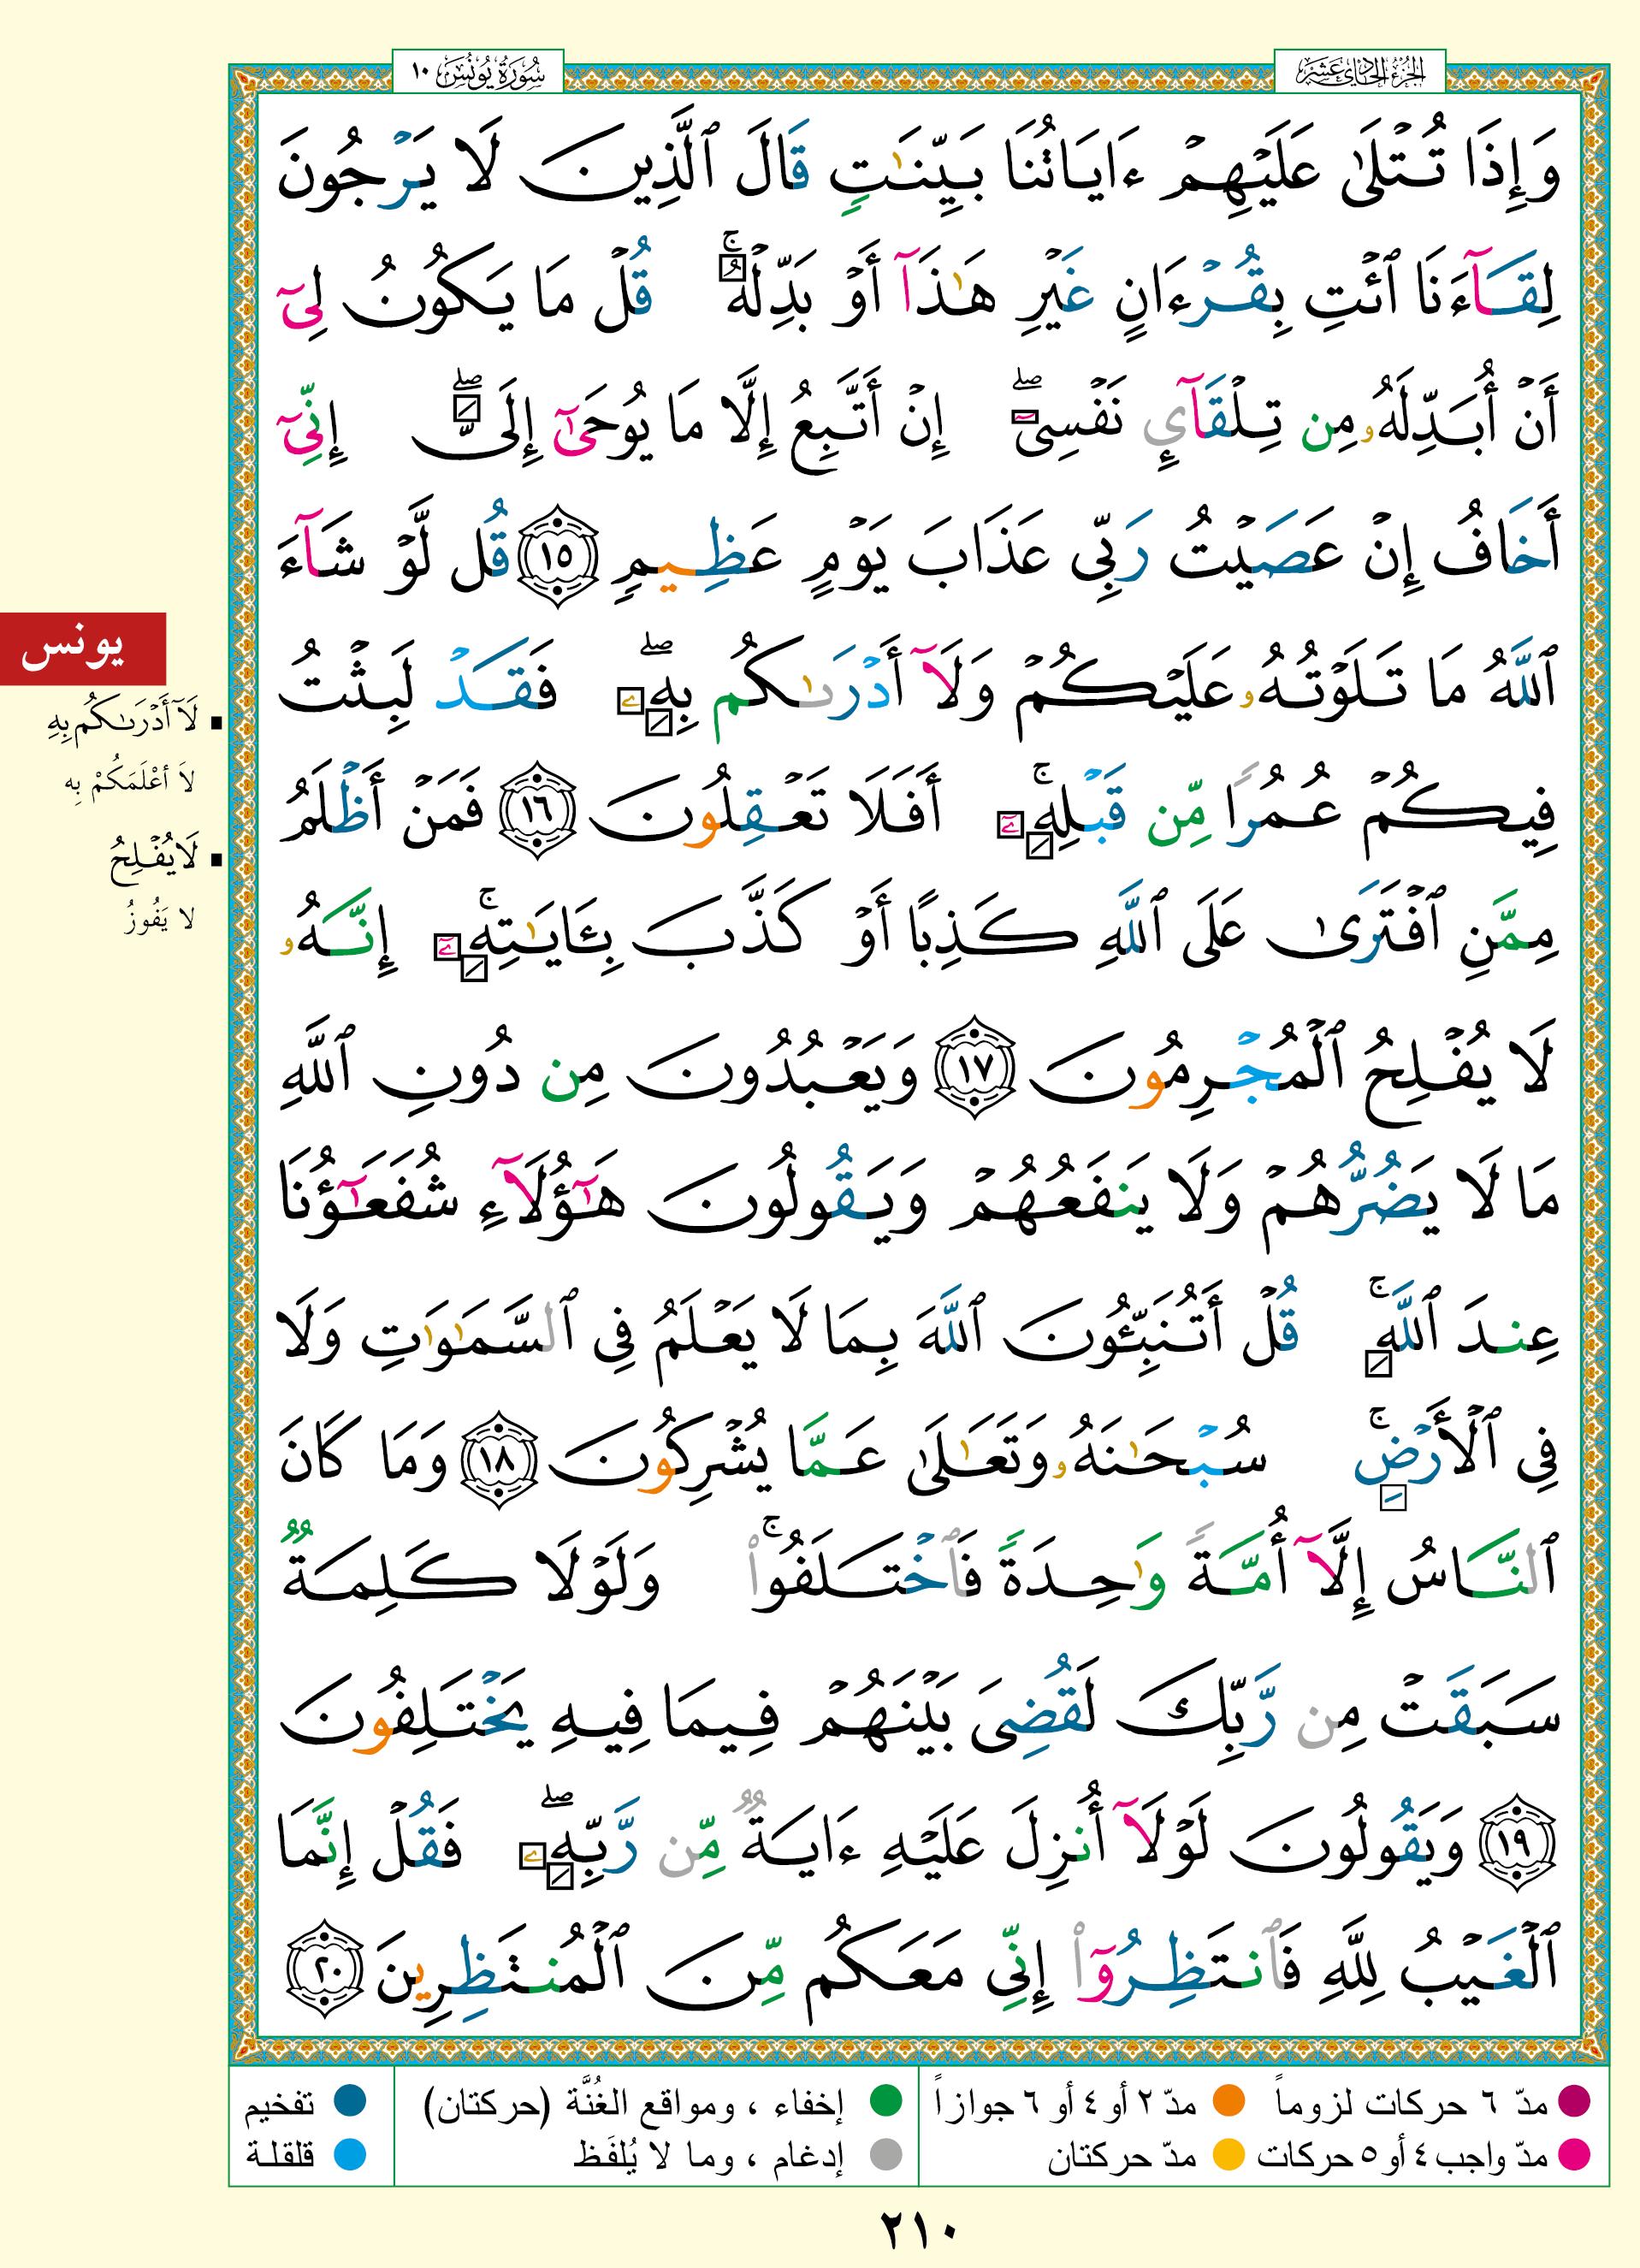 الجزء الحادي عشر
سورة يونس ١٠
وَإِذَا تُتْلَىٰ عَلَيْهِمْ ءَايَاتُنَا بَيِّنَٰتٍ قَالَ ٱلَّذِينَ لَا يَرْجُونَ
لِقَآءَنَا ٱئْتِ بِقُرْءَانٍ غَيْرِ هَٰذَآ أَوْ بَدِّلْهُ ۚ قُلْ مَا يَكُونُ لِىٓ
أَنْ أُبَدِّلَهُۥ مِن تِلْقَآئِ نَفْسِىٓ ۖ إِنْ أَتَّبِعُ إِلَّا مَا يُوحَىٰٓ إِلَىَّ ۖ إِنِّىٓ
أَخَافُ إِنْ عَصَيْتُ رَبِّى عَذَابَ يَوْمٍ عَظِيمٍ ١٥ قُل لَّوْ شَآءَ
ٱللَّهُ مَا تَلَوْتُهُۥ عَلَيْكُمْ وَلَآ أَدْرَىٰكُم بِهِۦ ۖ فَقَدْ لَبِثْتُ
فِيكُمْ عُمُرًا مِّن قَبْلِهِۦٓ ۚ أَفَلَا تَعْقِلُونَ ١٦ فَمَنْ أَظْلَمُ
مِمَّنِ ٱفْتَرَىٰ عَلَى ٱللَّهِ كَذِبًا أَوْ كَذَّبَ بِـَٔايَٰتِهِۦٓ ۚ إِنَّهُۥ
لَا يُفْلِحُ ٱلْمُجْرِمُونَ ١٧ وَيَعْبُدُونَ مِن دُونِ ٱللَّهِ
مَا لَا يَضُرُّهُمْ وَلَا يَنفَعُهُمْ وَيَقُولُونَ هَٰٓؤُلَآءِ شُفَعَٰٓؤُنَا
عِندَ ٱللَّهِ ۚ قُلْ أَتُنَبِّـُٔونَ ٱللَّهَ بِمَا لَا يَعْلَمُ فِى ٱلسَّمَٰوَٰتِ وَلَا
فِى ٱلْأَرْضِ ۚ سُبْحَٰنَهُۥ وَتَعَٰلَىٰ عَمَّا يُشْرِكُونَ ١٨ وَمَا كَانَ
ٱلنَّاسُ إِلَّآ أُمَّةً وَٰحِدَةً فَٱخْتَلَفُوا۟ ۚ وَلَوْلَا كَلِمَةٌ
سَبَقَتْ مِن رَّبِّكَ لَقُضِىَ بَيْنَهُمْ فِيمَا فِيهِ يَخْتَلِفُونَ
١٩ وَيَقُولُونَ لَوْلَآ أُنزِلَ عَلَيْهِ ءَايَةٌ مِّن رَّبِّهِۦ ۖ فَقُلْ إِنَّمَا
ٱلْغَيْبُ لِلَّهِ فَٱنتَظِرُوٓا۟ إِنِّى مَعَكُم مِّنَ ٱلْمُنتَظِرِينَ ٢٠
يونس
لَآ أَدْرَىٰكُم بِهِ
لاَ أَعْلَمَكُمْ بِه
لَا يُفْلِحُ
لا يَفُوزُ
مدّ ٦ حركات لزوماً
مدّ ٢ أو ٤ أو ٦ جوازاً
إخفاء ، ومواقع الغُنَّة (حركتان)
تفخيم
مدّ واجب ٤ أو ٥ حركات
مدّ حركتان
إدغام ، وما لا يُلفَظ
قلقلة
٢١٠